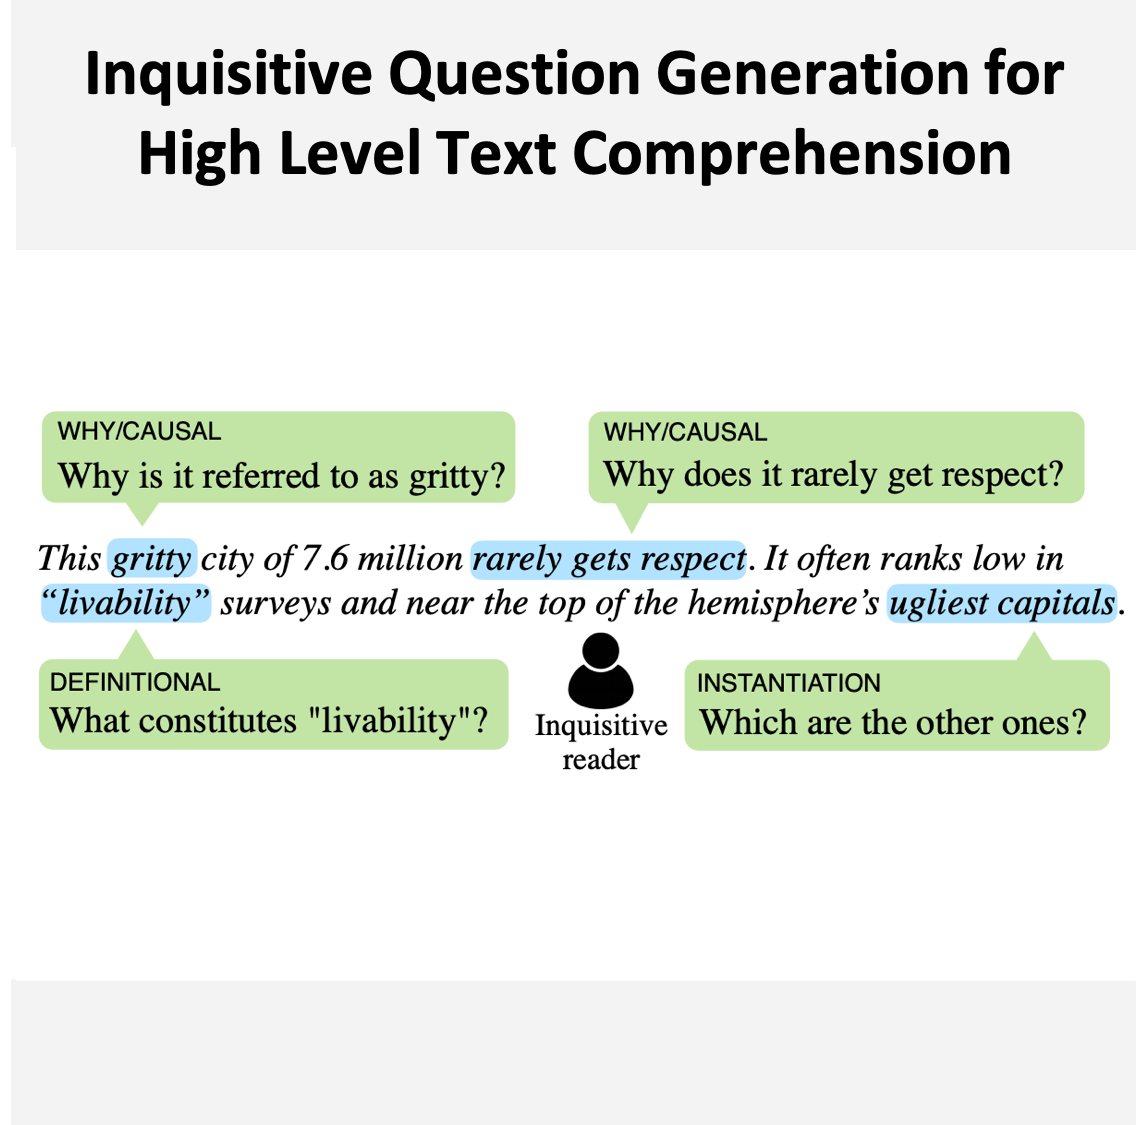 Inquisitive Question Generation for
High Level Text Comprehension
WHY/CAUSAL
Why is it referred to as gritty?
WHY/CAUSAL
Why does it rarely get respect?
This gritty city of 7.6 million rarely gets respect. It often ranks low in
“livability” surveys and near the top of the hemisphere’s ugliest capitals.
DEFINITIONAL
What constitutes "livability"?
Inquisitive
reader
INSTANTIATION
Which are the other ones?